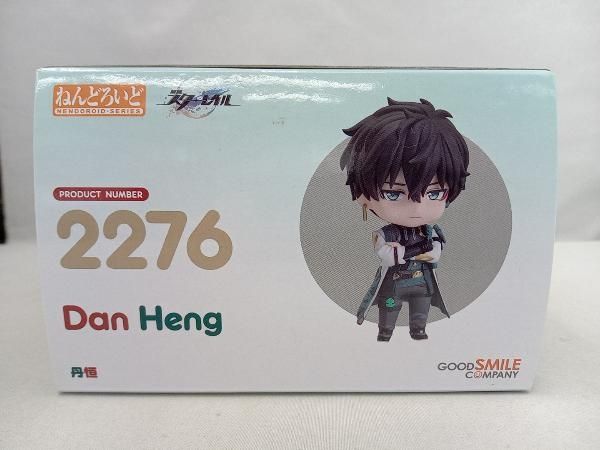 ねんどろいど
NENDOROID-SERIES
スターレイル
PRODUCT NUMBER
2276
Dan Heng
丹恒
GOOD SMILE
COMPANY